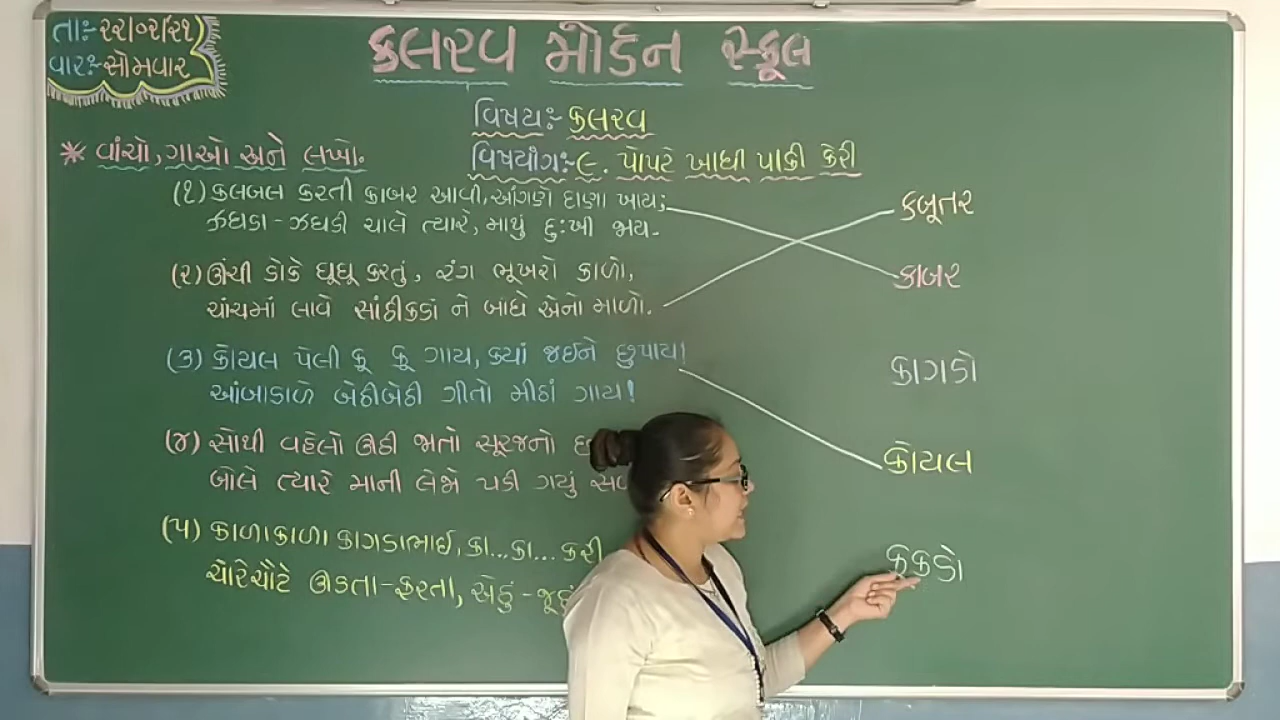 તા:-૨૨/૦૨/૨૧
વાર:-સોમવાર
કલરવ મોર્ડન સ્કૂલ
વિષય:- કલરવ
* વાંચો, ગાઓ અને લખો.
વિષયાંગ:- ૯. પોપટે ખાધી પાકી કેરી
(૧) કલબલ કરતી કાબર આવી, આંગણે દાણા ખાય;
ઝઘડા-ઝઘડી ચાલે ત્યારે, માથું દુ:ખી જાય.
(૨) ઊંચી ડોકે ઘૂઘૂ કરતું, રંગ ભૂખરો કાળો,
ચાંચમાં લાવે સાંઠીકડાં ને બાંધે એનો માળો.
(૩) કોયલ પેલી કૂ કૂ ગાય, ક્યાં જઈને છુપાય!
આંબાડાળે બેઠીબેઠી ગીતો મીઠાં ગાય!
(૪) સૌથી વહેલો ઊઠી જાતો સૂરજનો
બોલે ત્યારે માની લેજો પડી ગયું
(૫) કાળાકાળા કાગડાભાઈ, કા...કા... કરી
ચોરેચૌટે ઊડતા-ફરતા, એઠું-જૂઠું
કબૂતર
કાબર
કાગડો
કોયલ
કૂકડો